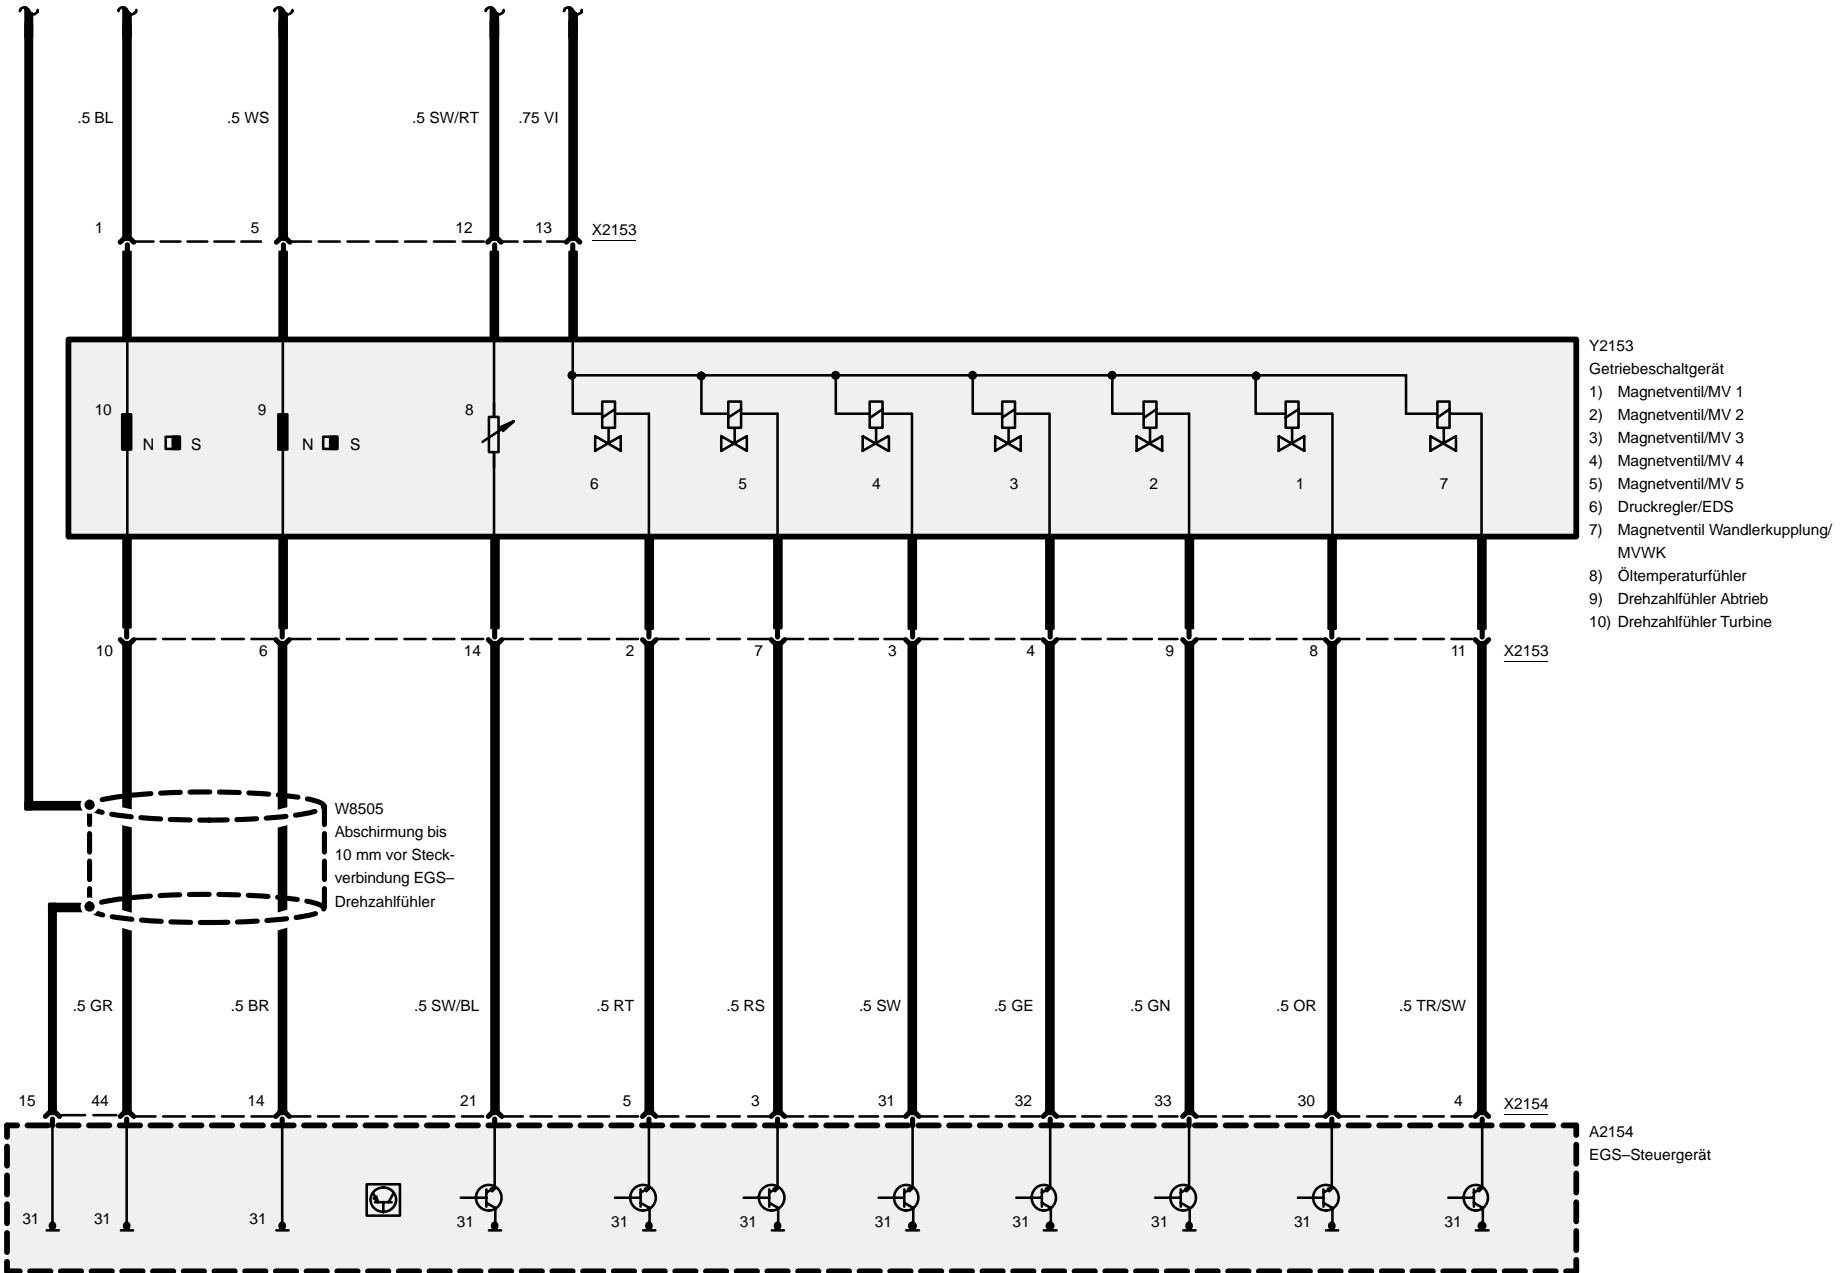 .5 BL .5 WS .5 SW/RT .75 VI
1 5 12 13 X2153
Y2153
Getriebeschaltgerät
1) Magnetventil/MV 1
2) Magnetventil/MV 2
3) Magnetventil/MV 3
4) Magnetventil/MV 4
5) Magnetventil/MV 5
6) Druckregler/EDS
7) Magnetventil Wandlerkupplung/
MVWK
8) Öltemperaturfühler
9) Drehzahlfühler Abtrieb
10) Drehzahlfühler Turbine
10 9 8
N S N S
6 5 4 3 2 1 7
10 6 14 2 7 3 4 9 8 11 X2153
W8505
Abschirmung bis
10 mm vor Steck-
verbindung EGS–
Drehzahlfühler
.5 GR .5 BR .5 SW/BL .5 RT .5 RS .5 SW .5 GE .5 GN .5 OR .5 TR/SW
15 44 14 21 5 3 31 32 33 30 4 X2154
A2154
EGS–Steuergerät
31 31 31 31 31 31 31 31 31 31 31